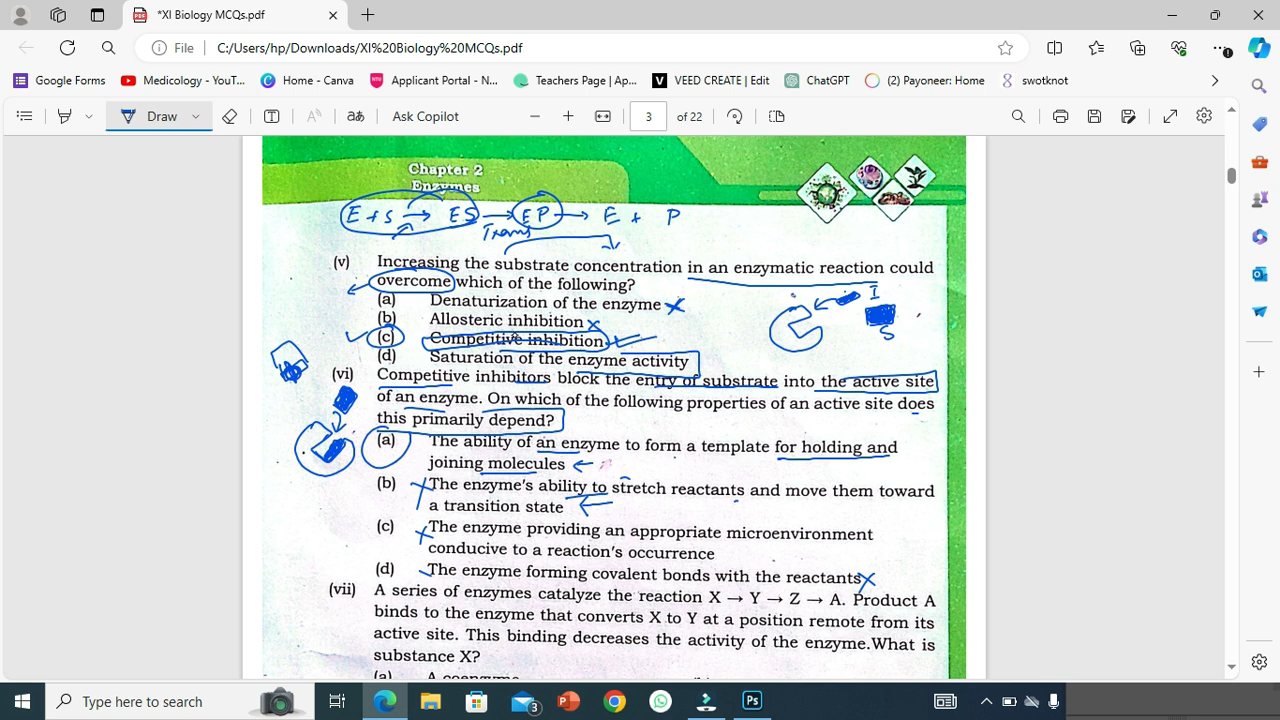 *XI Biology MCQs.pdf
File C:/Users/hp/Downloads/XI%20Biology%20MCQs.pdf
Google Forms Medicology - YouT... Home - Canva Applicant Portal - N... Teachers Page | Ap... VEED CREATE | Edit ChatGPT (2) Payoneer: Home swotknot
Draw Ask Copilot 3 of 22
Chapter 2
Enzymes
E + S → ES → EP → E + P
Trans
(v) Increasing the substrate concentration in an enzymatic reaction could
overcome which of the following?
(a) Denaturization of the enzyme
(b) Allosteric inhibition
(c) Competitive inhibition
(d) Saturation of the enzyme activity
I
S
(vi) Competitive inhibitors block the entry of substrate into the active site
of an enzyme. On which of the following properties of an active site does
this primarily depend?
(a) The ability of an enzyme to form a template for holding and
joining molecules
(b) The enzyme's ability to stretch reactants and move them toward
a transition state
(c) The enzyme providing an appropriate microenvironment
conducive to a reaction's occurrence
(d) The enzyme forming covalent bonds with the reactants
(vii) A series of enzymes catalyze the reaction X → Y → Z → A. Product A
binds to the enzyme that converts X to Y at a position remote from its
active site. This binding decreases the activity of the enzyme.What is
substance X?
(a) A coenzyme
Type here to search
3
Ps